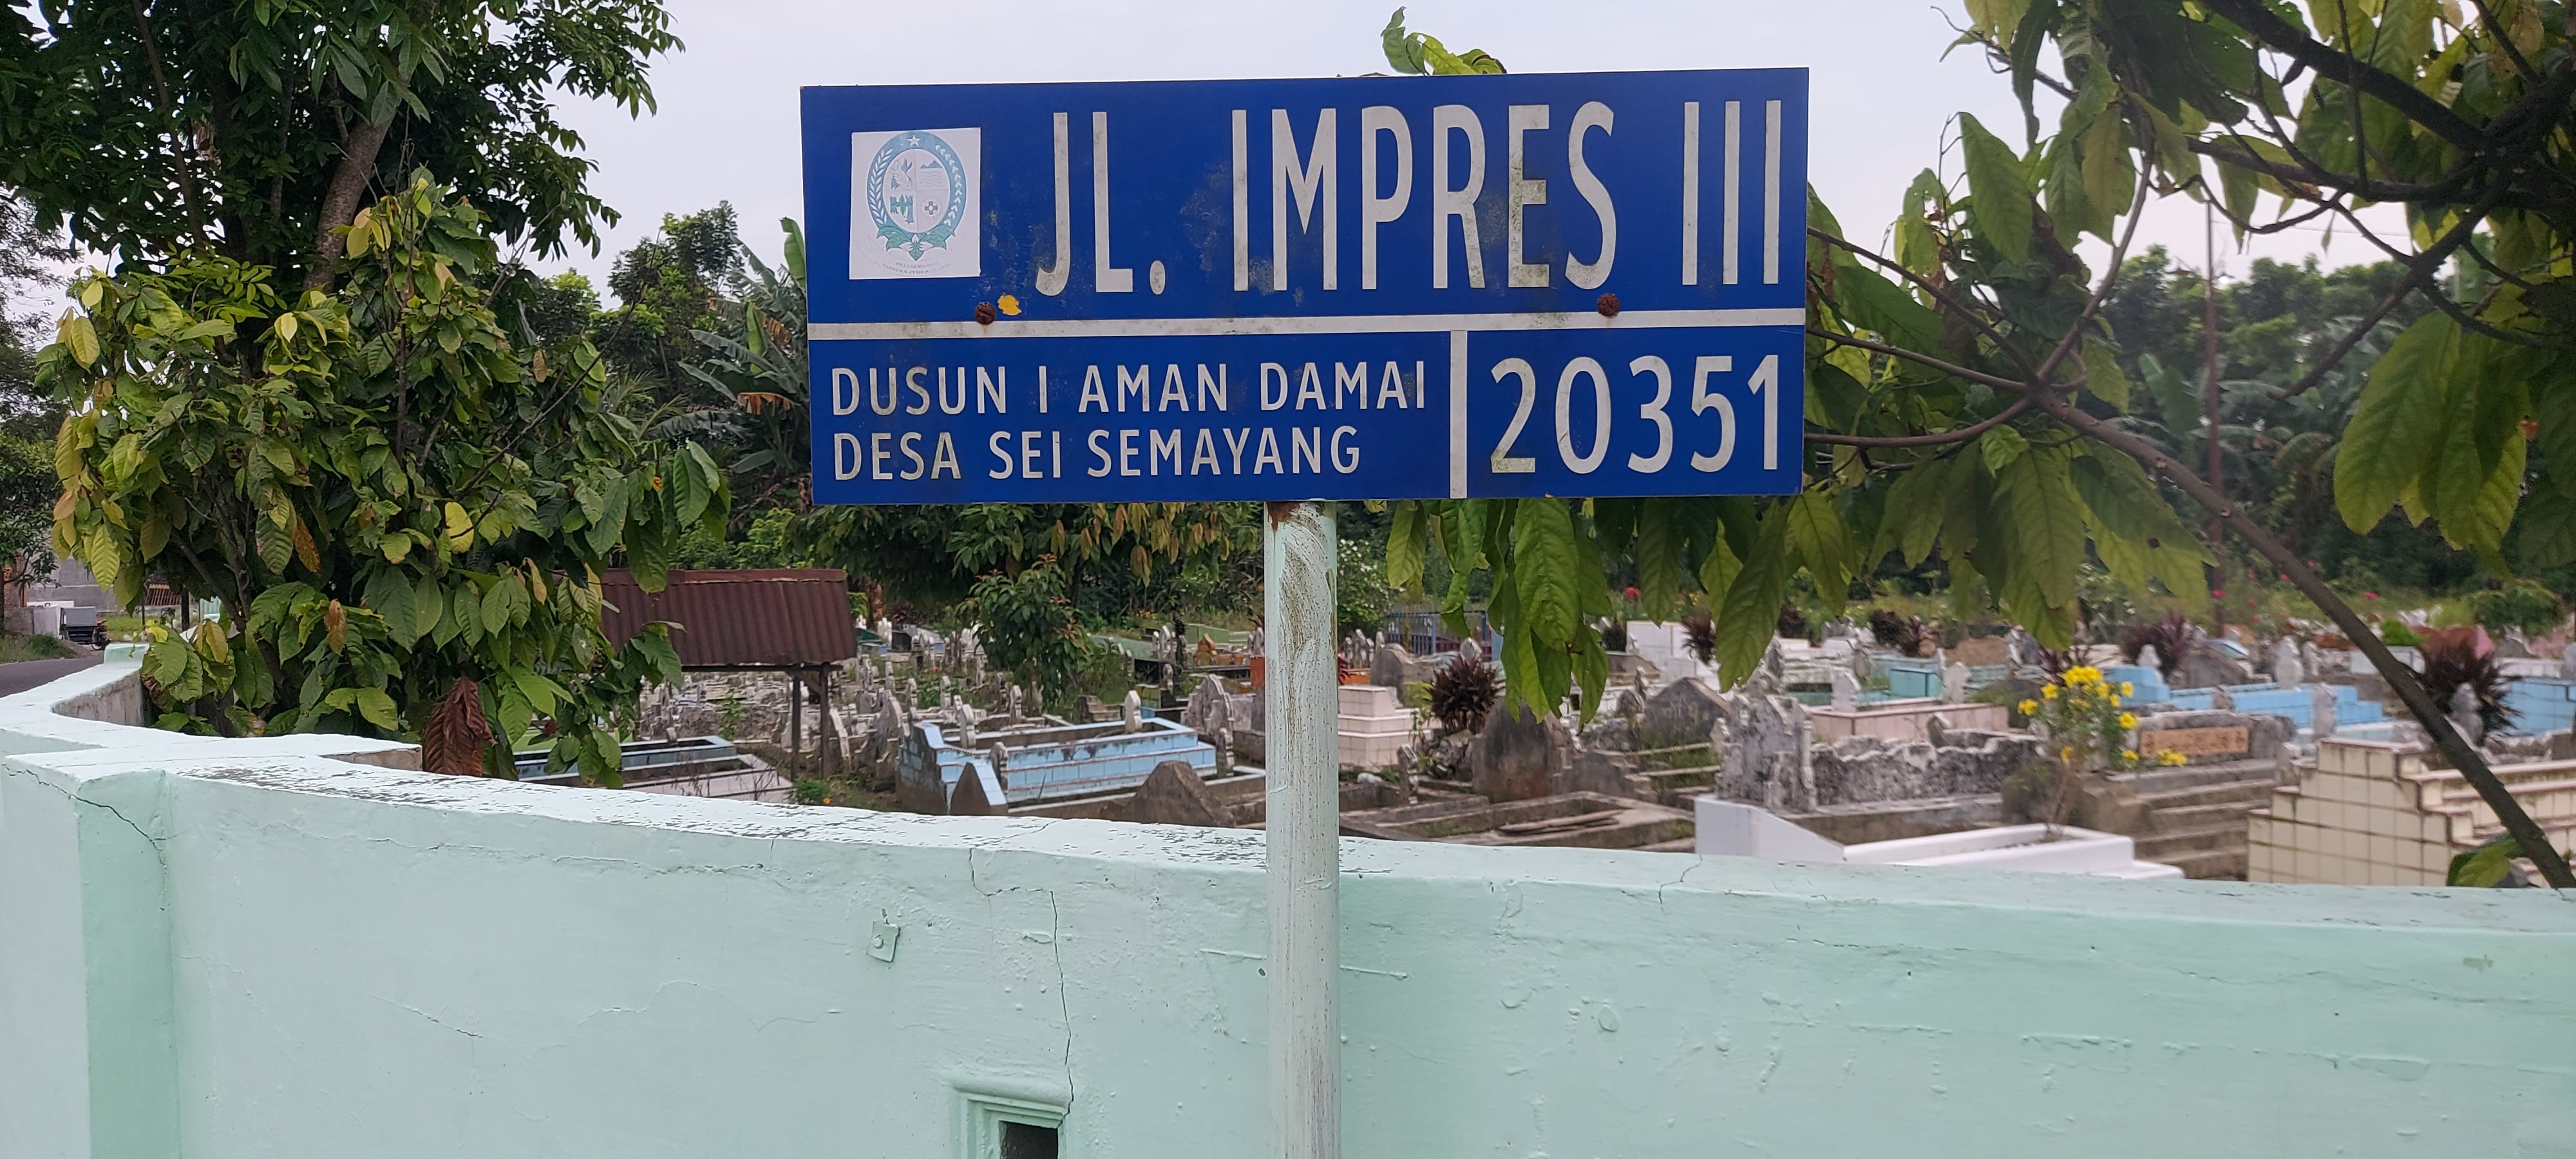 JL. IMPRES III
DUSUN I AMAN DAMAI
DESA SEI SEMAYANG
20351